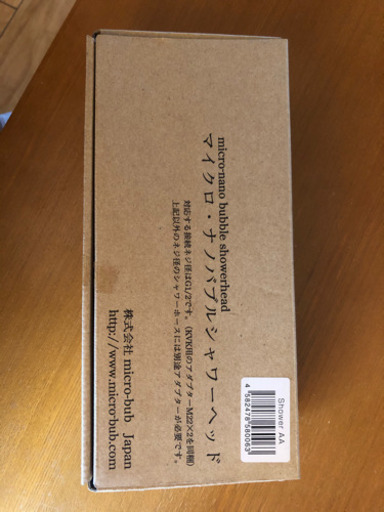 micro-nano bubble showerhead
マイクロ・ナノバブルシャワーヘッド
対応する接続ネジ径はG1/2です。（KVK用のアダプターM22×2を同梱）
上記以外のネジ径のシャワーホースには別途アダプターが必要です。
株式会社 micro-bub Japan
http://www.micro-bub.com
Shower AA
4 582478 580063